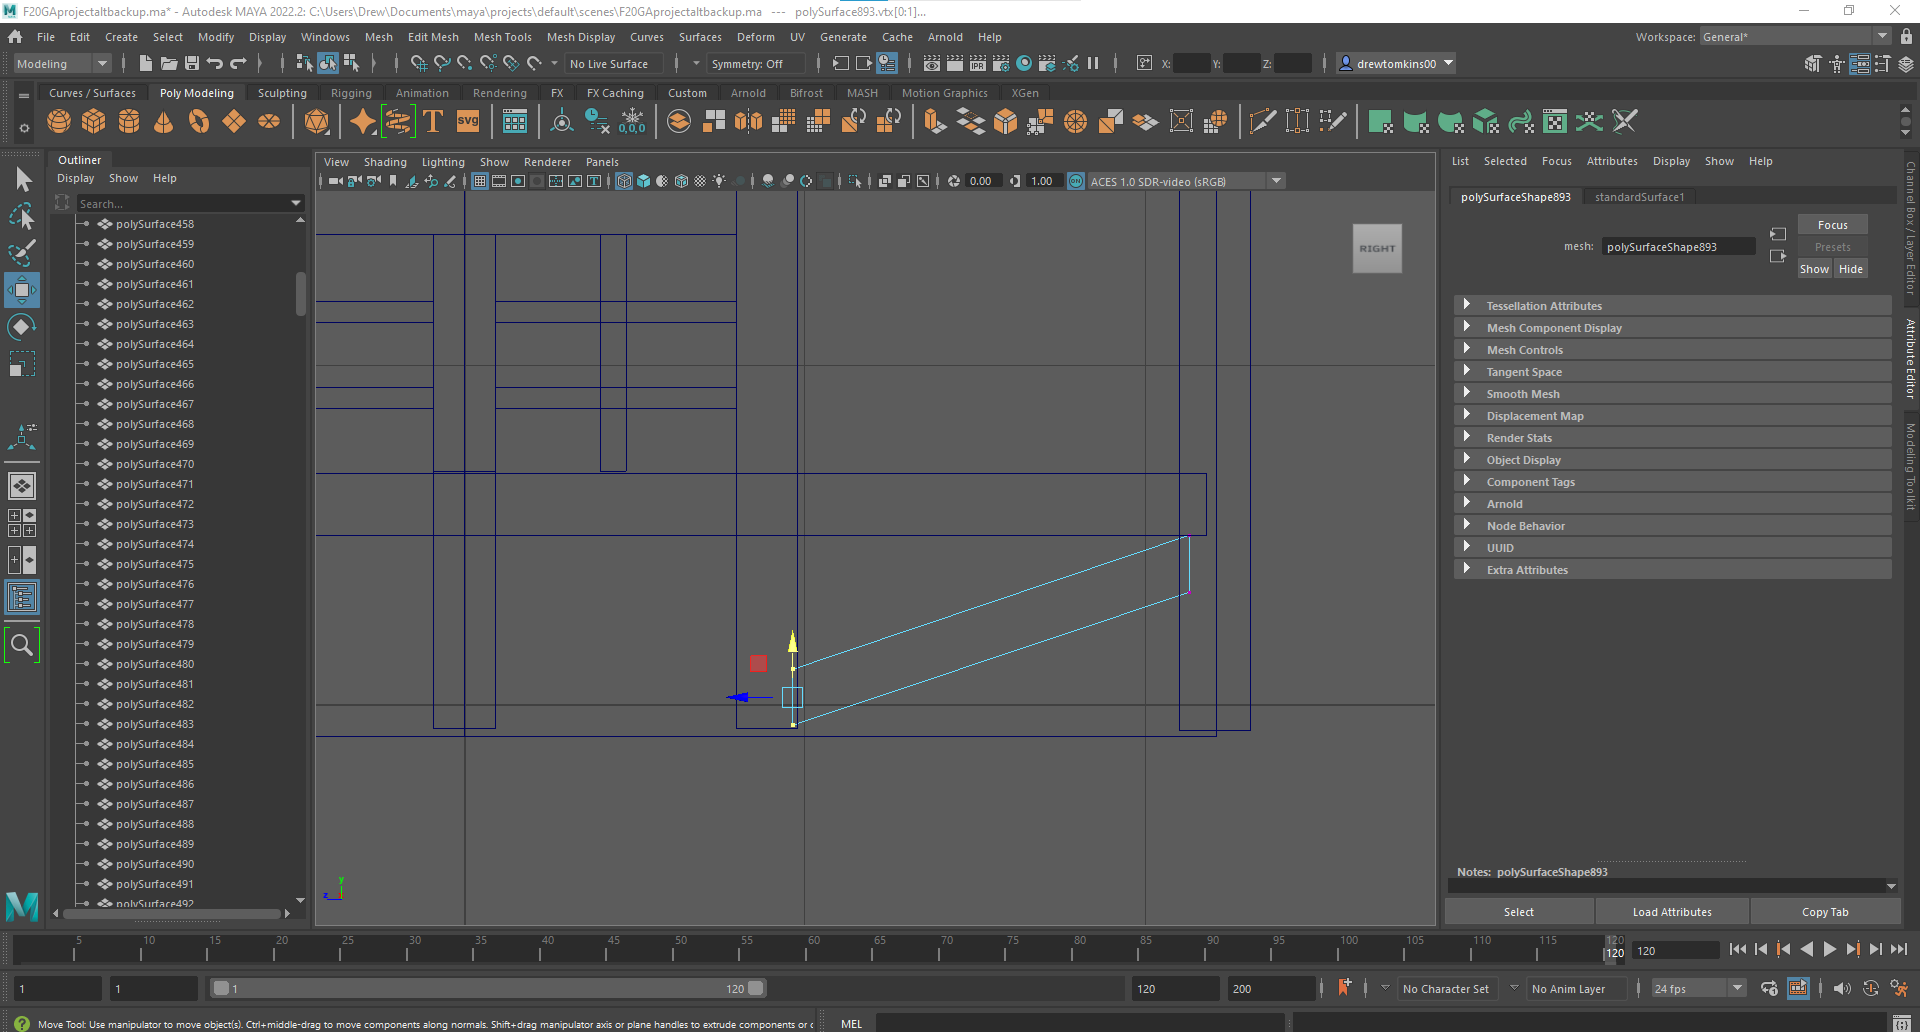 F20GAprojectaltbackup.ma* - Autodesk MAYA 2022.2: C:\Users\Drew\Documents\maya\projects\default\scenes\F20GAprojectaltbackup.ma   ---   polySurface893.vtx[0:1]...
File Edit Create Select Modify Display Windows Mesh Edit Mesh Mesh Tools Mesh Display Curves Surfaces Deform UV Generate Cache Arnold Help
Workspace: General*
Modeling No Live Surface Symmetry: Off X: Y: Z: drewtomkins00
Curves / Surfaces Poly Modeling Sculpting Rigging Animation Rendering FX FX Caching Custom Arnold Bifrost MASH Motion Graphics XGen
T SVG 0,0,0
Outliner
Display Show Help
Search...
polySurface458
polySurface459
polySurface460
polySurface461
polySurface462
polySurface463
polySurface464
polySurface465
polySurface466
polySurface467
polySurface468
polySurface469
polySurface470
polySurface471
polySurface472
polySurface473
polySurface474
polySurface475
polySurface476
polySurface477
polySurface478
polySurface479
polySurface480
polySurface481
polySurface482
polySurface483
polySurface484
polySurface485
polySurface486
polySurface487
polySurface488
polySurface489
polySurface490
polySurface491
polySurface492
View Shading Lighting Show Renderer Panels
0.00 1.00 ON ACES 1.0 SDR-video (sRGB)
RIGHT
y
z
List Selected Focus Attributes Display Show Help
polySurfaceShape893 standardSurface1
mesh: polySurfaceShape893
Focus
Presets
Show Hide
Tessellation Attributes
Mesh Component Display
Mesh Controls
Tangent Space
Smooth Mesh
Displacement Map
Render Stats
Object Display
Component Tags
Arnold
Node Behavior
UUID
Extra Attributes
Notes: polySurfaceShape893
Select Load Attributes Copy Tab
Channel Box / Layer Editor
Attribute Editor
Modeling Toolkit
5 10 15 20 25 30 35 40 45 50 55 60 65 70 75 80 85 90 95 100 105 110 115 120
120 120
1 1 1 120 120 200 No Character Set No Anim Layer 24 fps
Move Tool: Use manipulator to move object(s). Ctrl+middle-drag to move components along normals. Shift+drag manipulator axis or plane handles to extrude components or c
MEL